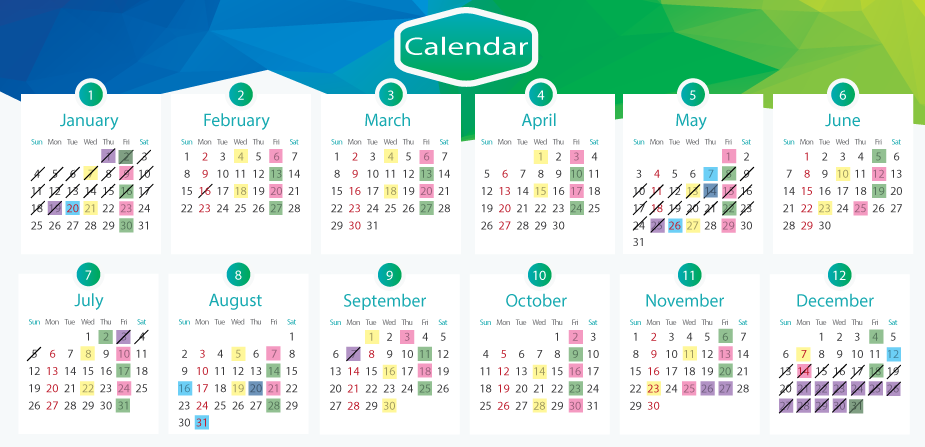 Calendar
1
January
Sun Mon Tue Wed Thu Fri Sat
1 2 3
4 5 6 7 8 9 10
11 12 13 14 15 16 17
18 19 20 21 22 23 24
25 26 27 28 29 30 31
2
February
Sun Mon Tue Wed Thu Fri Sat
1 2 3 4 5 6 7
8 9 10 11 12 13 14
15 16 17 18 19 20 21
22 23 24 25 26 27 28
3
March
Sun Mon Tue Wed Thu Fri Sat
1 2 3 4 5 6 7
8 9 10 11 12 13 14
15 16 17 18 19 20 21
22 23 24 25 26 27 28
29 30 31
4
April
Sun Mon Tue Wed Thu Fri Sat
1 2 3 4
5 6 7 8 9 10 11
12 13 14 15 16 17 18
19 20 21 22 23 24 25
26 27 28 29 30
5
May
Sun Mon Tue Wed Thu Fri Sat
1 2
3 4 5 6 7 8 9
10 11 12 13 14 15 16
17 18 19 20 21 22 23
24 25 26 27 28 29 30
31
6
June
Sun Mon Tue Wed Thu Fri Sat
1 2 3 4 5 6
7 8 9 10 11 12 13
14 15 16 17 18 19 20
21 22 23 24 25 26 27
28 29 30
7
July
Sun Mon Tue Wed Thu Fri Sat
1 2 3 4
5 6 7 8 9 10 11
12 13 14 15 16 17 18
19 20 21 22 23 24 25
26 27 28 29 30 31
8
August
Sun Mon Tue Wed Thu Fri Sat
1
2 3 4 5 6 7 8
9 10 11 12 13 14 15
16 17 18 19 20 21 22
23 24 25 26 27 28 29
30 31
9
September
Sun Mon Tue Wed Thu Fri Sat
1 2 3 4 5
6 7 8 9 10 11 12
13 14 15 16 17 18 19
20 21 22 23 24 25 26
27 28 29 30
10
October
Sun Mon Tue Wed Thu Fri Sat
1 2 3
4 5 6 7 8 9 10
11 12 13 14 15 16 17
18 19 20 21 22 23 24
25 26 27 28 29 30 31
11
November
Sun Mon Tue Wed Thu Fri Sat
1 2 3 4 5 6 7
8 9 10 11 12 13 14
15 16 17 18 19 20 21
22 23 24 25 26 27 28
29 30
12
December
Sun Mon Tue Wed Thu Fri Sat
1 2 3 4 5
6 7 8 9 10 11 12
13 14 15 16 17 18 19
20 21 22 23 24 25 26
27 28 29 30 31